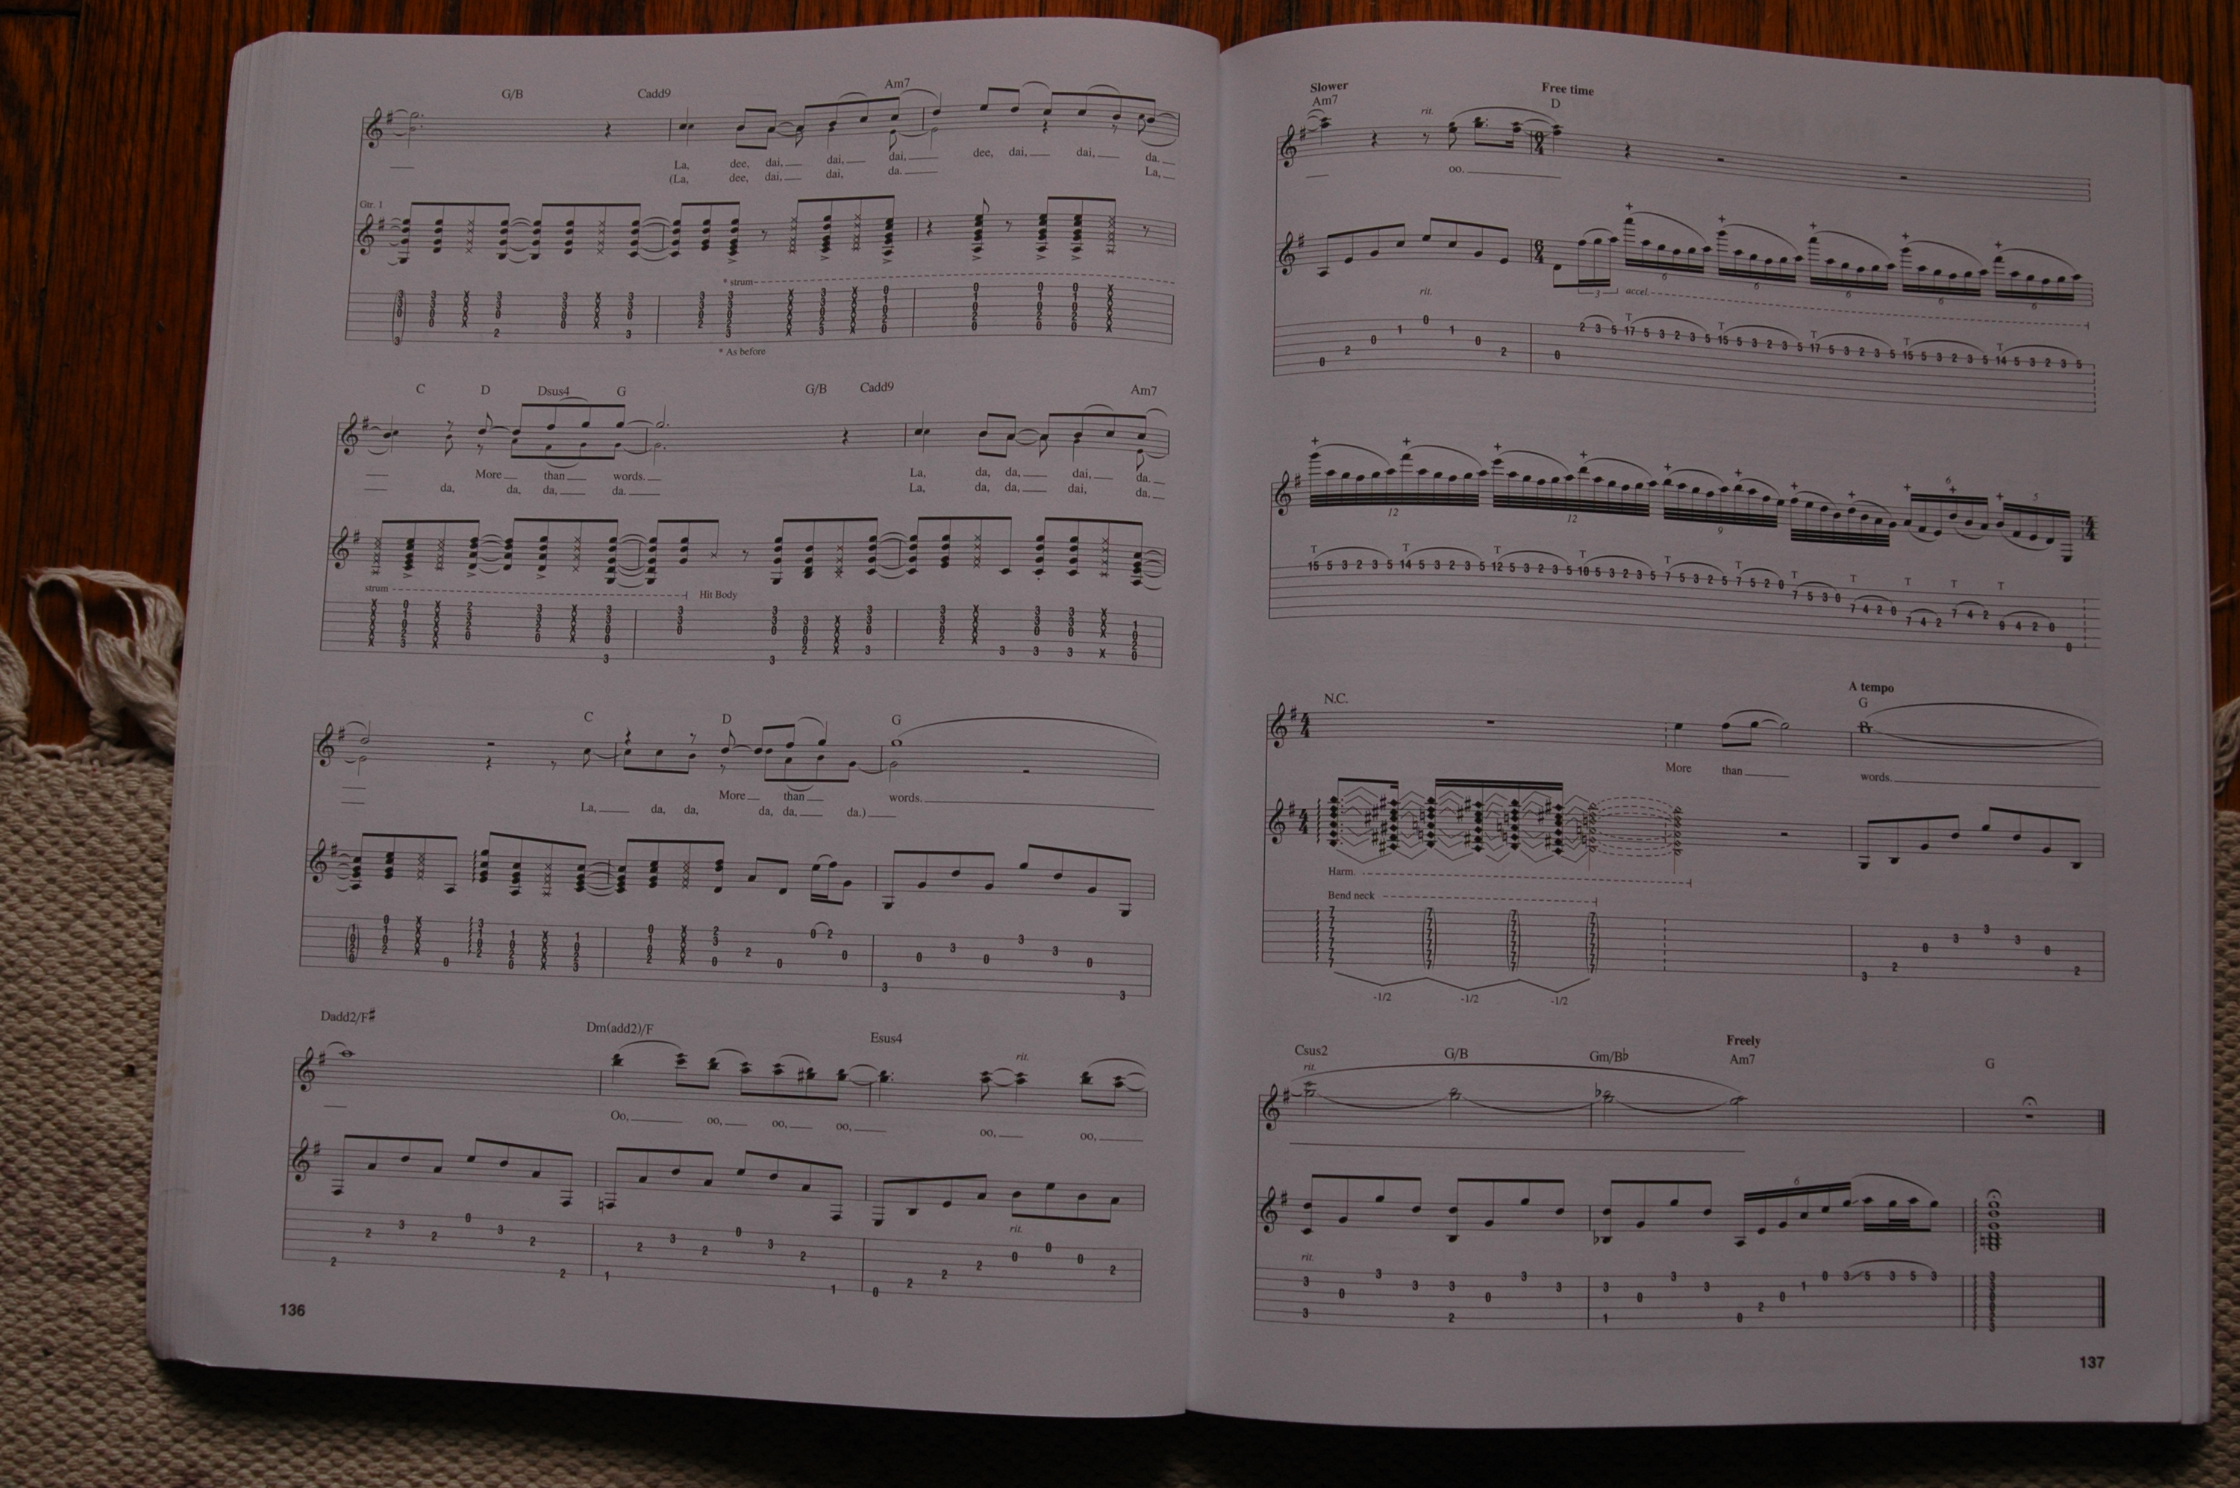 G/B Cadd9 Am7
La, dee, dai, dai, dai, dee, dai, dai, da.
(La, dee, dai, dai, da. La,
Gtr. 1
* strum
* As before
C D Dsus4 G G/B Cadd9 Am7
More than words. La, da, da, dai, da.
da, da, da, da. La, da, da, dai, da.
strum Hit Body
C D G
More than words.
La, da, da, da, da, da.)
Dadd2/F# Dm(add2)/F Esus4
rit.
Oo, oo, oo, oo, oo, oo,
rit.
136
Slower Free time
Am7 D
rit.
oo.
rit. accel.
T T T T T
T T T T T T T T T T T
N.C. A tempo
G
More than words.
Harm.
Bend neck
-1/2 -1/2 -1/2
Freely
Csus2 G/B Gm/Bb Am7 G
rit.
rit.
137